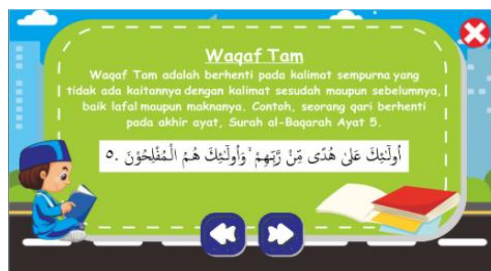 Waqaf Tam
Waqaf Tam adalah berhenti pada kalimat sempurna yang
tidak ada kaitannya dengan kalimat sesudah maupun sebelumnya,
baik lafal maupun maknanya. Contoh, seorang qari berhenti
pada akhir ayat, Surah al-Baqarah Ayat 5.
اُولٰۤىِٕكَ عَلٰى هُدًى مِّنْ رَّبِّهِمْ ۙ وَاُولٰۤىِٕكَ هُمُ الْمُفْلِحُوْنَ .٥